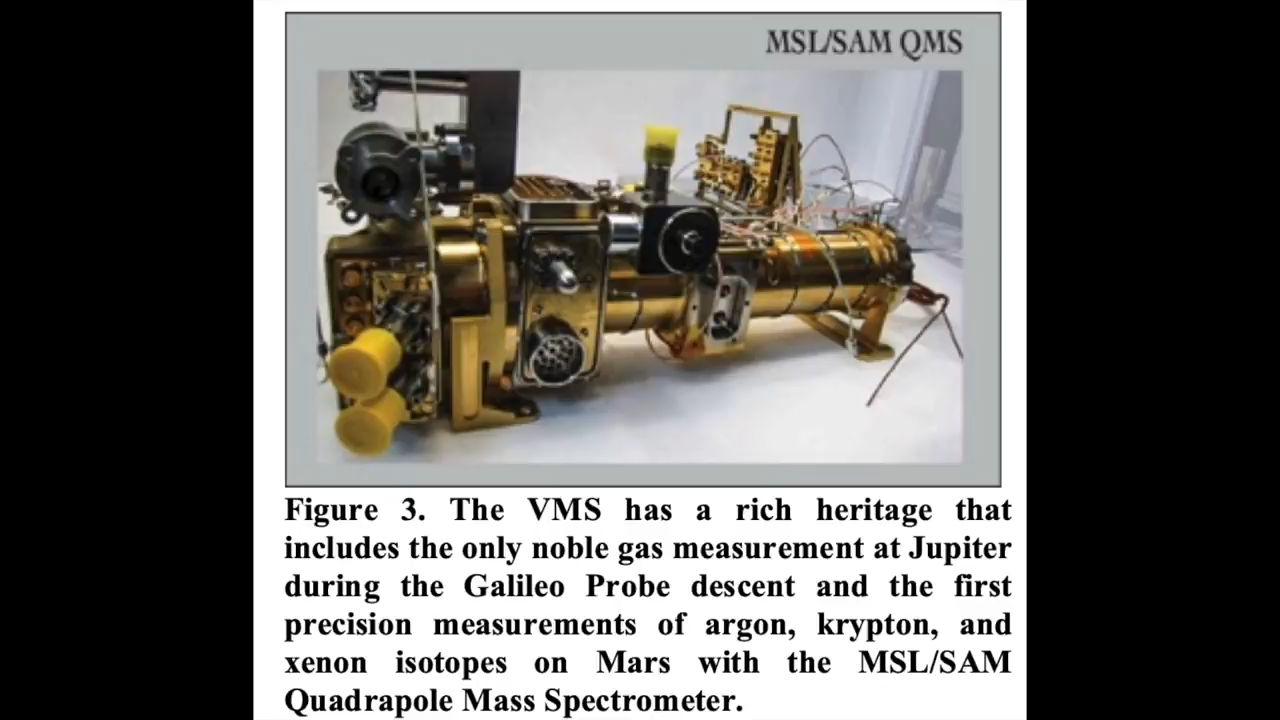 MSL/SAM QMS
Figure 3. The VMS has a rich heritage that
includes the only noble gas measurement at Jupiter
during the Galileo Probe descent and the first
precision measurements of argon, krypton, and
xenon isotopes on Mars with the MSL/SAM
Quadrapole Mass Spectrometer.